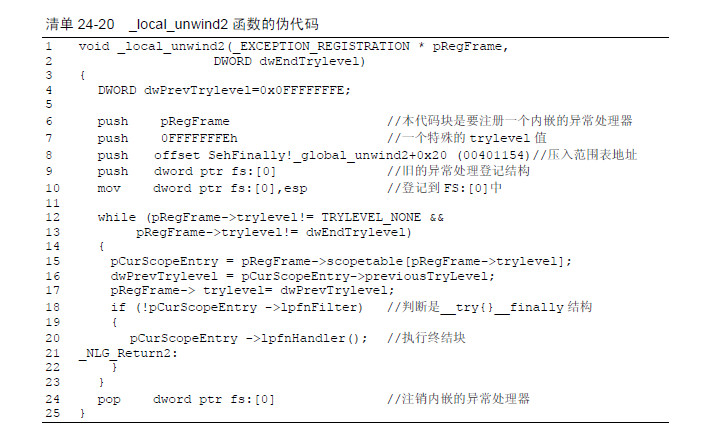 清单 24-20 _local_unwind2 函数的伪代码
1 void _local_unwind2(_EXCEPTION_REGISTRATION * pRegFrame,
2 DWORD dwEndTrylevel)
3 {
4 DWORD dwPrevTrylevel=0x0FFFFFFFE;
5
6 push pRegFrame //本代码块是要注册一个内嵌的异常处理器
7 push 0FFFFFFFEh //一个特殊的 trylevel 值
8 push offset SehFinally!_global_unwind2+0x20 (00401154)//压入范围表地址
9 push dword ptr fs:[0] //旧的异常处理登记结构
10 mov dword ptr fs:[0],esp //登记到 FS:[0]中
11
12 while (pRegFrame->trylevel!= TRYLEVEL_NONE &&
13 pRegFrame->trylevel!= dwEndTrylevel)
14 {
15 pCurScopeEntry = pRegFrame->scopetable[pRegFrame->trylevel];
16 dwPrevTrylevel = pCurScopeEntry->previousTryLevel;
17 pRegFrame-> trylevel= dwPrevTrylevel;
18 if (!pCurScopeEntry ->lpfnFilter) //判断是__try{}__finally 结构
19 {
20 pCurScopeEntry ->lpfnHandler(); //执行终结块
21 _NLG_Return2:
22 }
23 }
24 pop dword ptr fs:[0] //注销内嵌的异常处理器
25 }